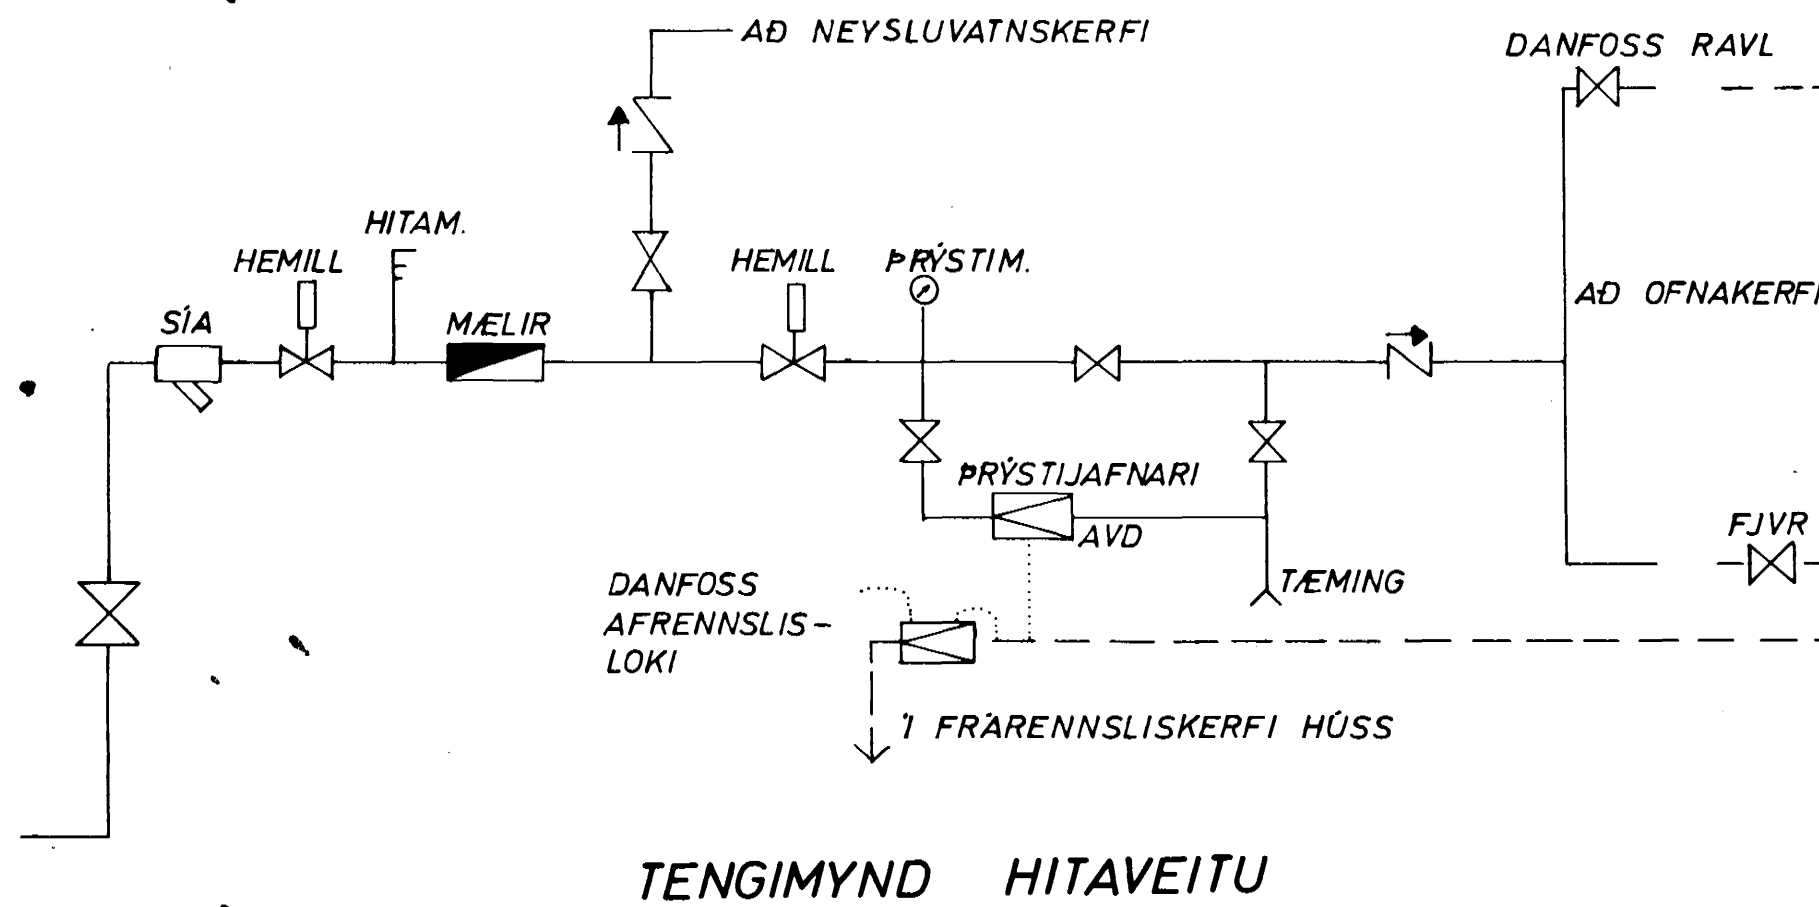 AÐ NEYSLUVATNSKERFI
DANFOSS RAVL
HITAM.
HEMILL
HEMILL
ÞRÝSTIM.
AÐ OFNAKERFI
SÍA
MÆLIR
ÞRÝSTIJAFNARI
AVD
FJVR
DANFOSS
AFRENNSLIS-
LOKI
TÆMING
Í FRÁRENNSLISKERFI HÚSS
TENGIMYND HITAVEITU